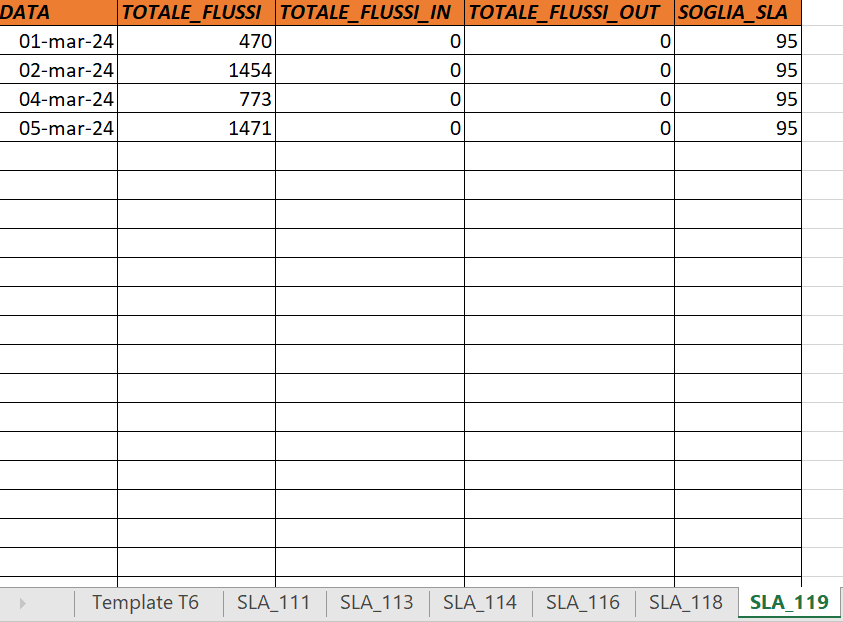 DATA TOTALE_FLUSSI TOTALE_FLUSSI_IN TOTALE_FLUSSI_OUT SOGLIA_SLA
01-mar-24 470 0 0 95
02-mar-24 1454 0 0 95
04-mar-24 773 0 0 95
05-mar-24 1471 0 0 95
Template T6 SLA_111 SLA_113 SLA_114 SLA_116 SLA_118 SLA_119